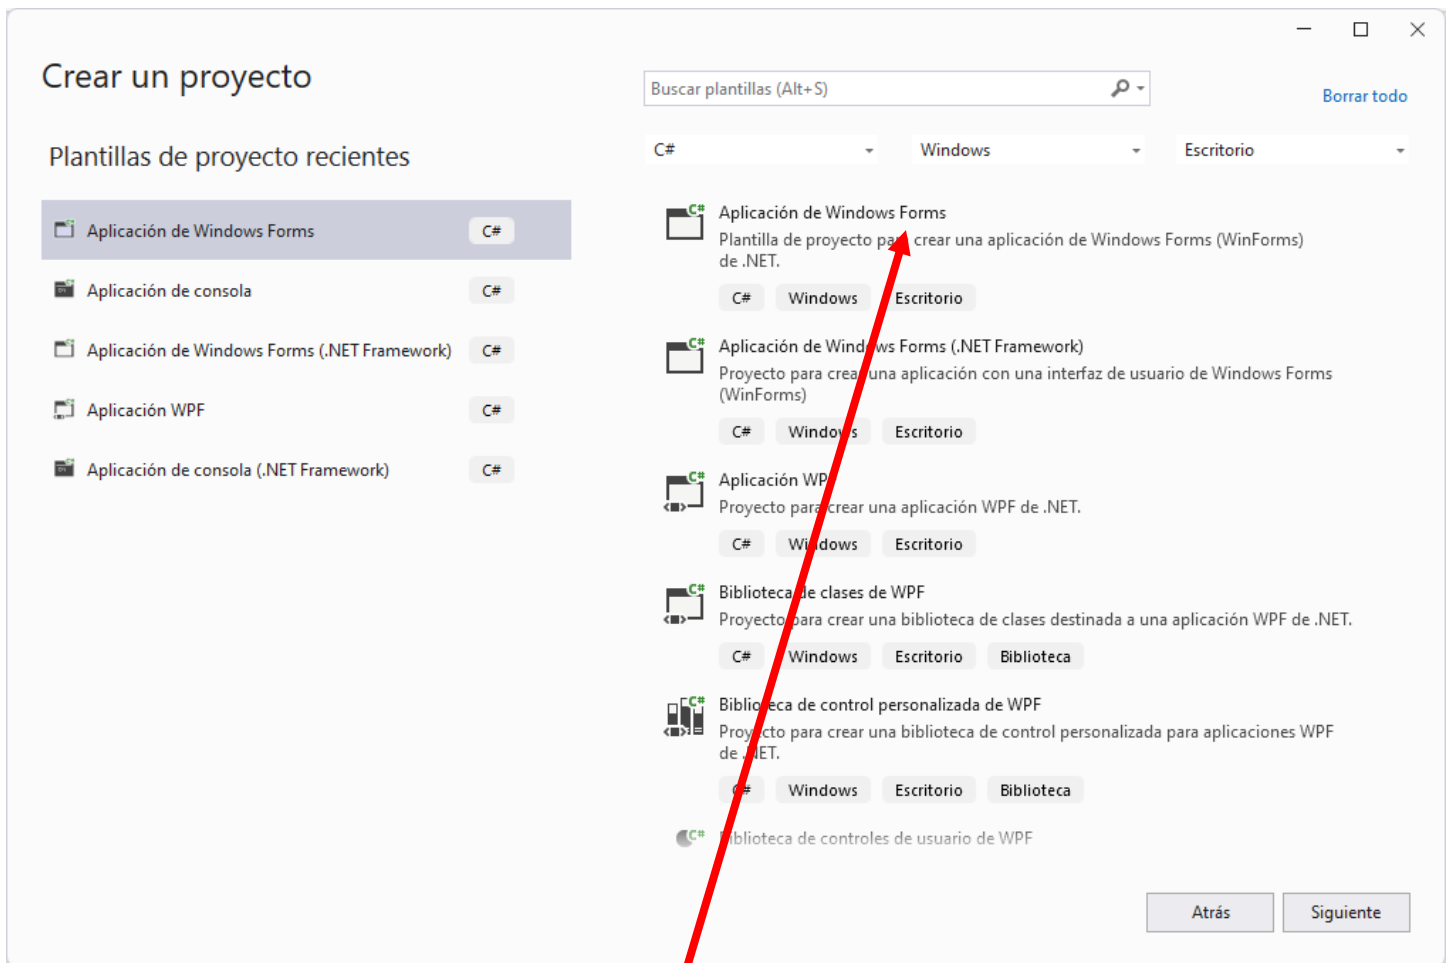 Crear un proyecto
Buscar plantillas (Alt+S)
Borrar todo
Plantillas de proyecto recientes
C#
Windows
Escritorio
Aplicación de Windows Forms C#
Aplicación de consola C#
Aplicación de Windows Forms (.NET Framework) C#
Aplicación WPF C#
Aplicación de consola (.NET Framework) C#
Aplicación de Windows Forms
Plantilla de proyecto para crear una aplicación de Windows Forms (WinForms)
de .NET.
C# Windows Escritorio
Aplicación de Windows Forms (.NET Framework)
Proyecto para crear una aplicación con una interfaz de usuario de Windows Forms
(WinForms)
C# Windows Escritorio
Aplicación WPF
Proyecto para crear una aplicación WPF de .NET.
C# Windows Escritorio
Biblioteca de clases de WPF
Proyecto para crear una biblioteca de clases destinada a una aplicación WPF de .NET.
C# Windows Escritorio Biblioteca
Biblioteca de control personalizada de WPF
Proyecto para crear una biblioteca de control personalizada para aplicaciones WPF
de .NET.
C# Windows Escritorio Biblioteca
Biblioteca de controles de usuario de WPF
Atrás
Siguiente